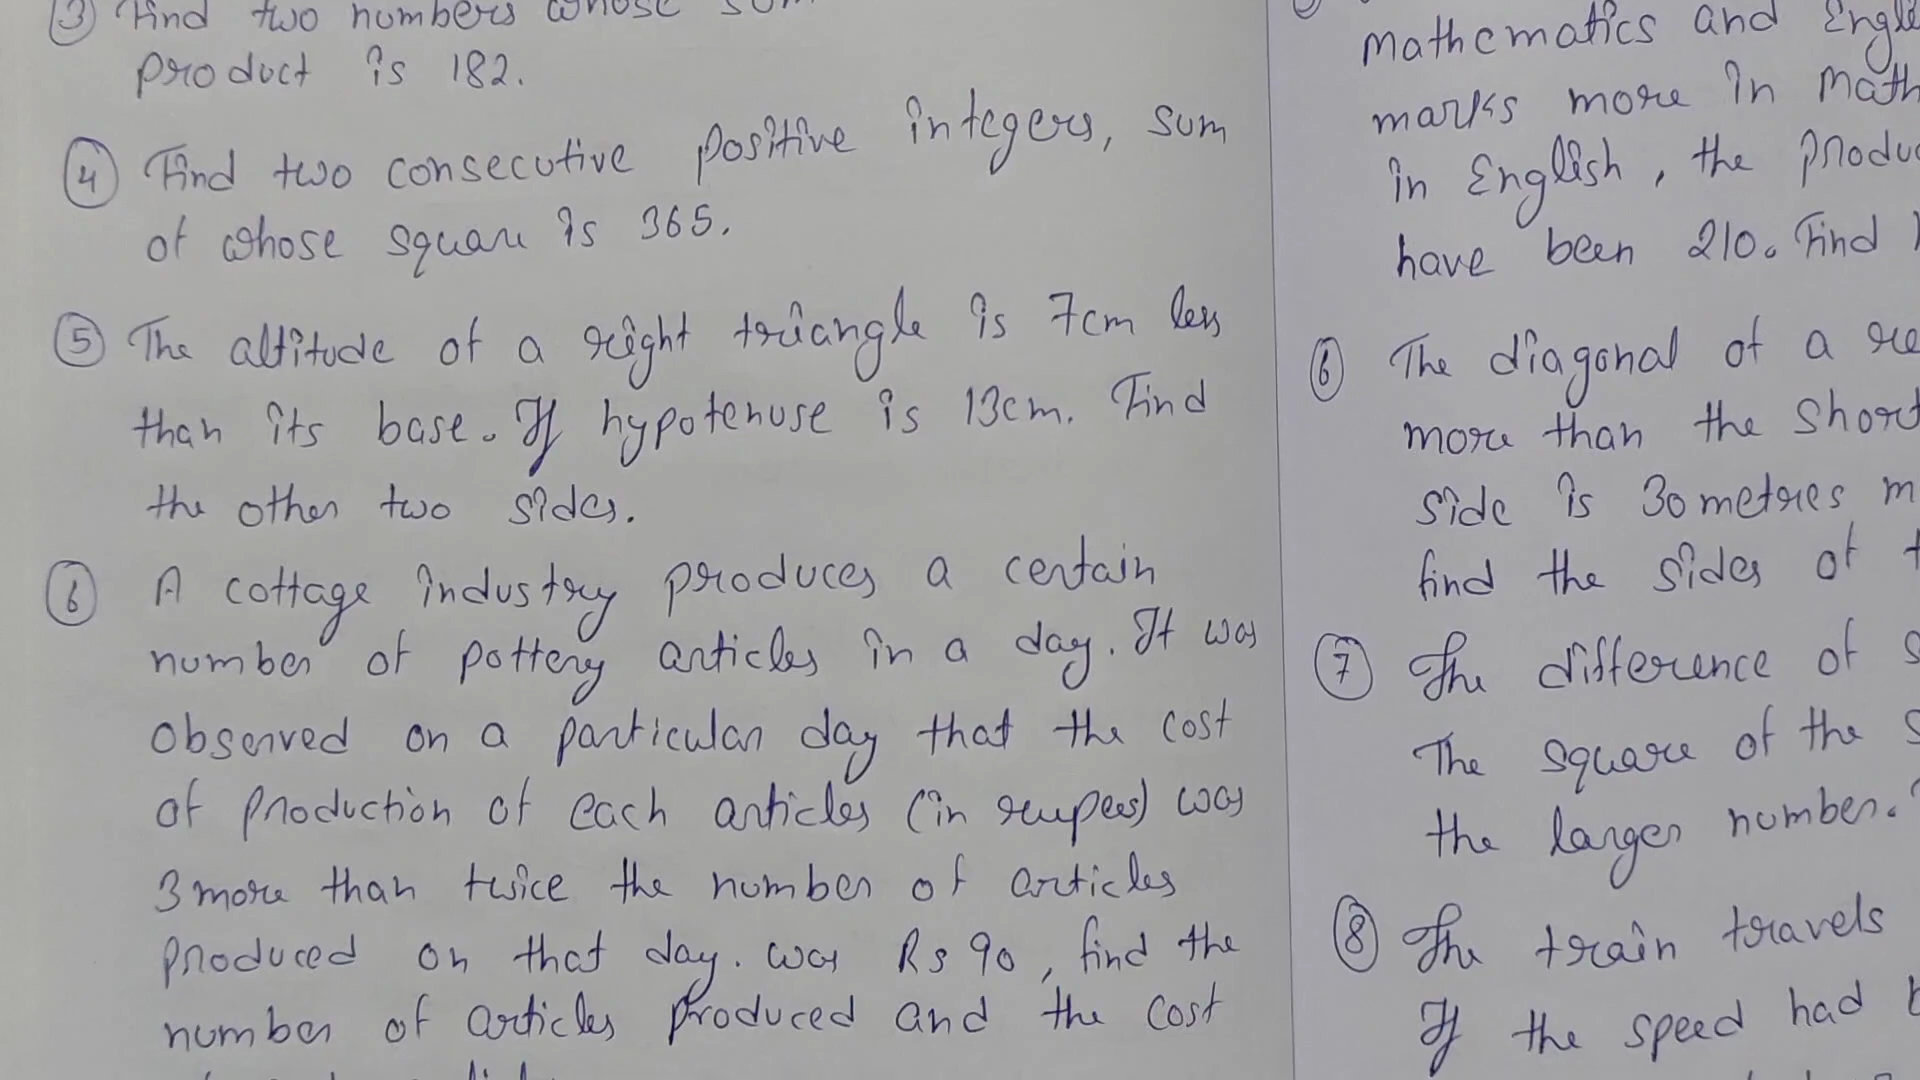 ③ Find two numbers whose
product is 182.
④ Find two consecutive positive integers, sum
of whose square is 365.
⑤ The altitude of a right triangle is 7cm less
than its base. If hypotenuse is 13cm. Find
the other two sides.
⑥ A cottage industry produces a certain
number of pottery articles in a day. It was
observed on a particular day that the cost
of production of each articles (in rupees) was
3 more than twice the number of articles
produced on that day. was Rs 90, find the
number of articles produced and the cost
mathematics and
marks more in
in English, the
have been 210. Find
⑥ The diagonal of a
more than the
side is 30 metres
find the sides of
⑦ The difference of
The square of the
the larger number.
⑧ The train travels
If the speed had